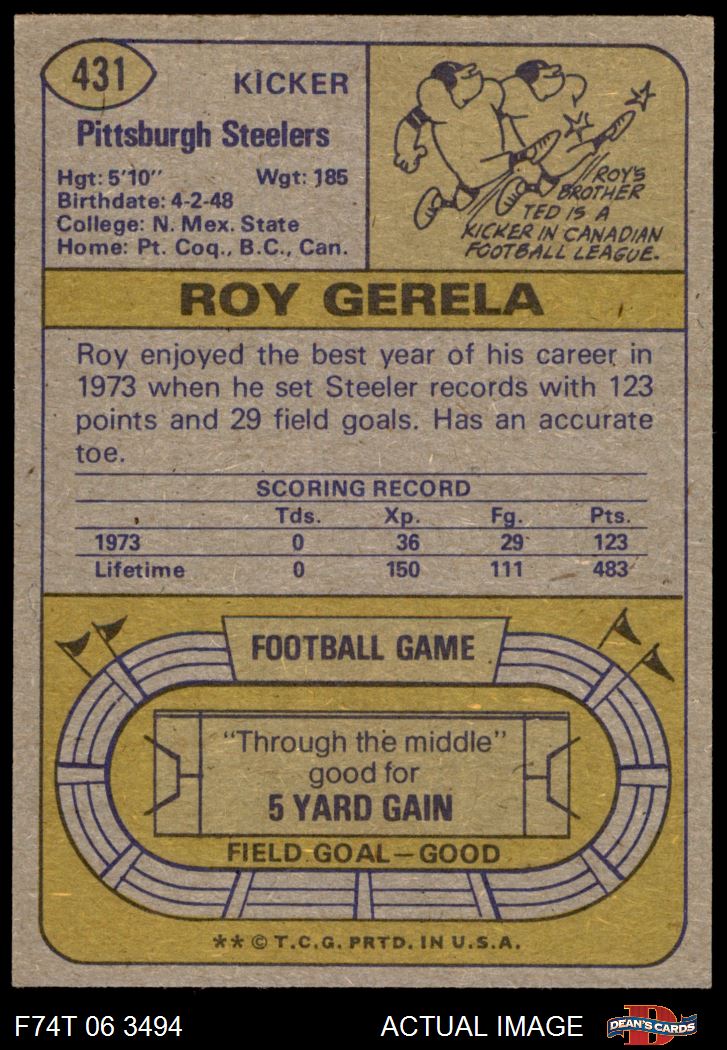 431
KICKER
Pittsburgh Steelers
Hgt: 5'10" Wgt: 185
Birthdate: 4-2-48
College: N. Mex. State
Home: Pt. Coq., B.C., Can.
ROY'S
BROTHER
TED IS A
KICKER IN CANADIAN
FOOTBALL LEAGUE.
ROY GERELA
Roy enjoyed the best year of his career in
1973 when he set Steeler records with 123
points and 29 field goals. Has an accurate
toe.
SCORING RECORD
Tds. Xp. Fg. Pts.
1973 0 36 29 123
Lifetime 0 150 111 483
FOOTBALL GAME
"Through the middle"
good for
5 YARD GAIN
FIELD GOAL—GOOD
** © T.C.G. PRTD. IN U.S.A.
F74T 06 3494 ACTUAL IMAGE
D
DEAN'S CARDS